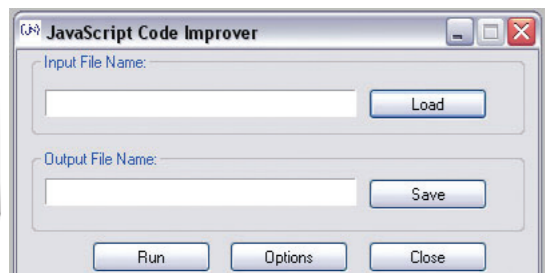 JavaScript Code Improver
Input File Name:
Load
Output File Name:
Save
Run Options Close